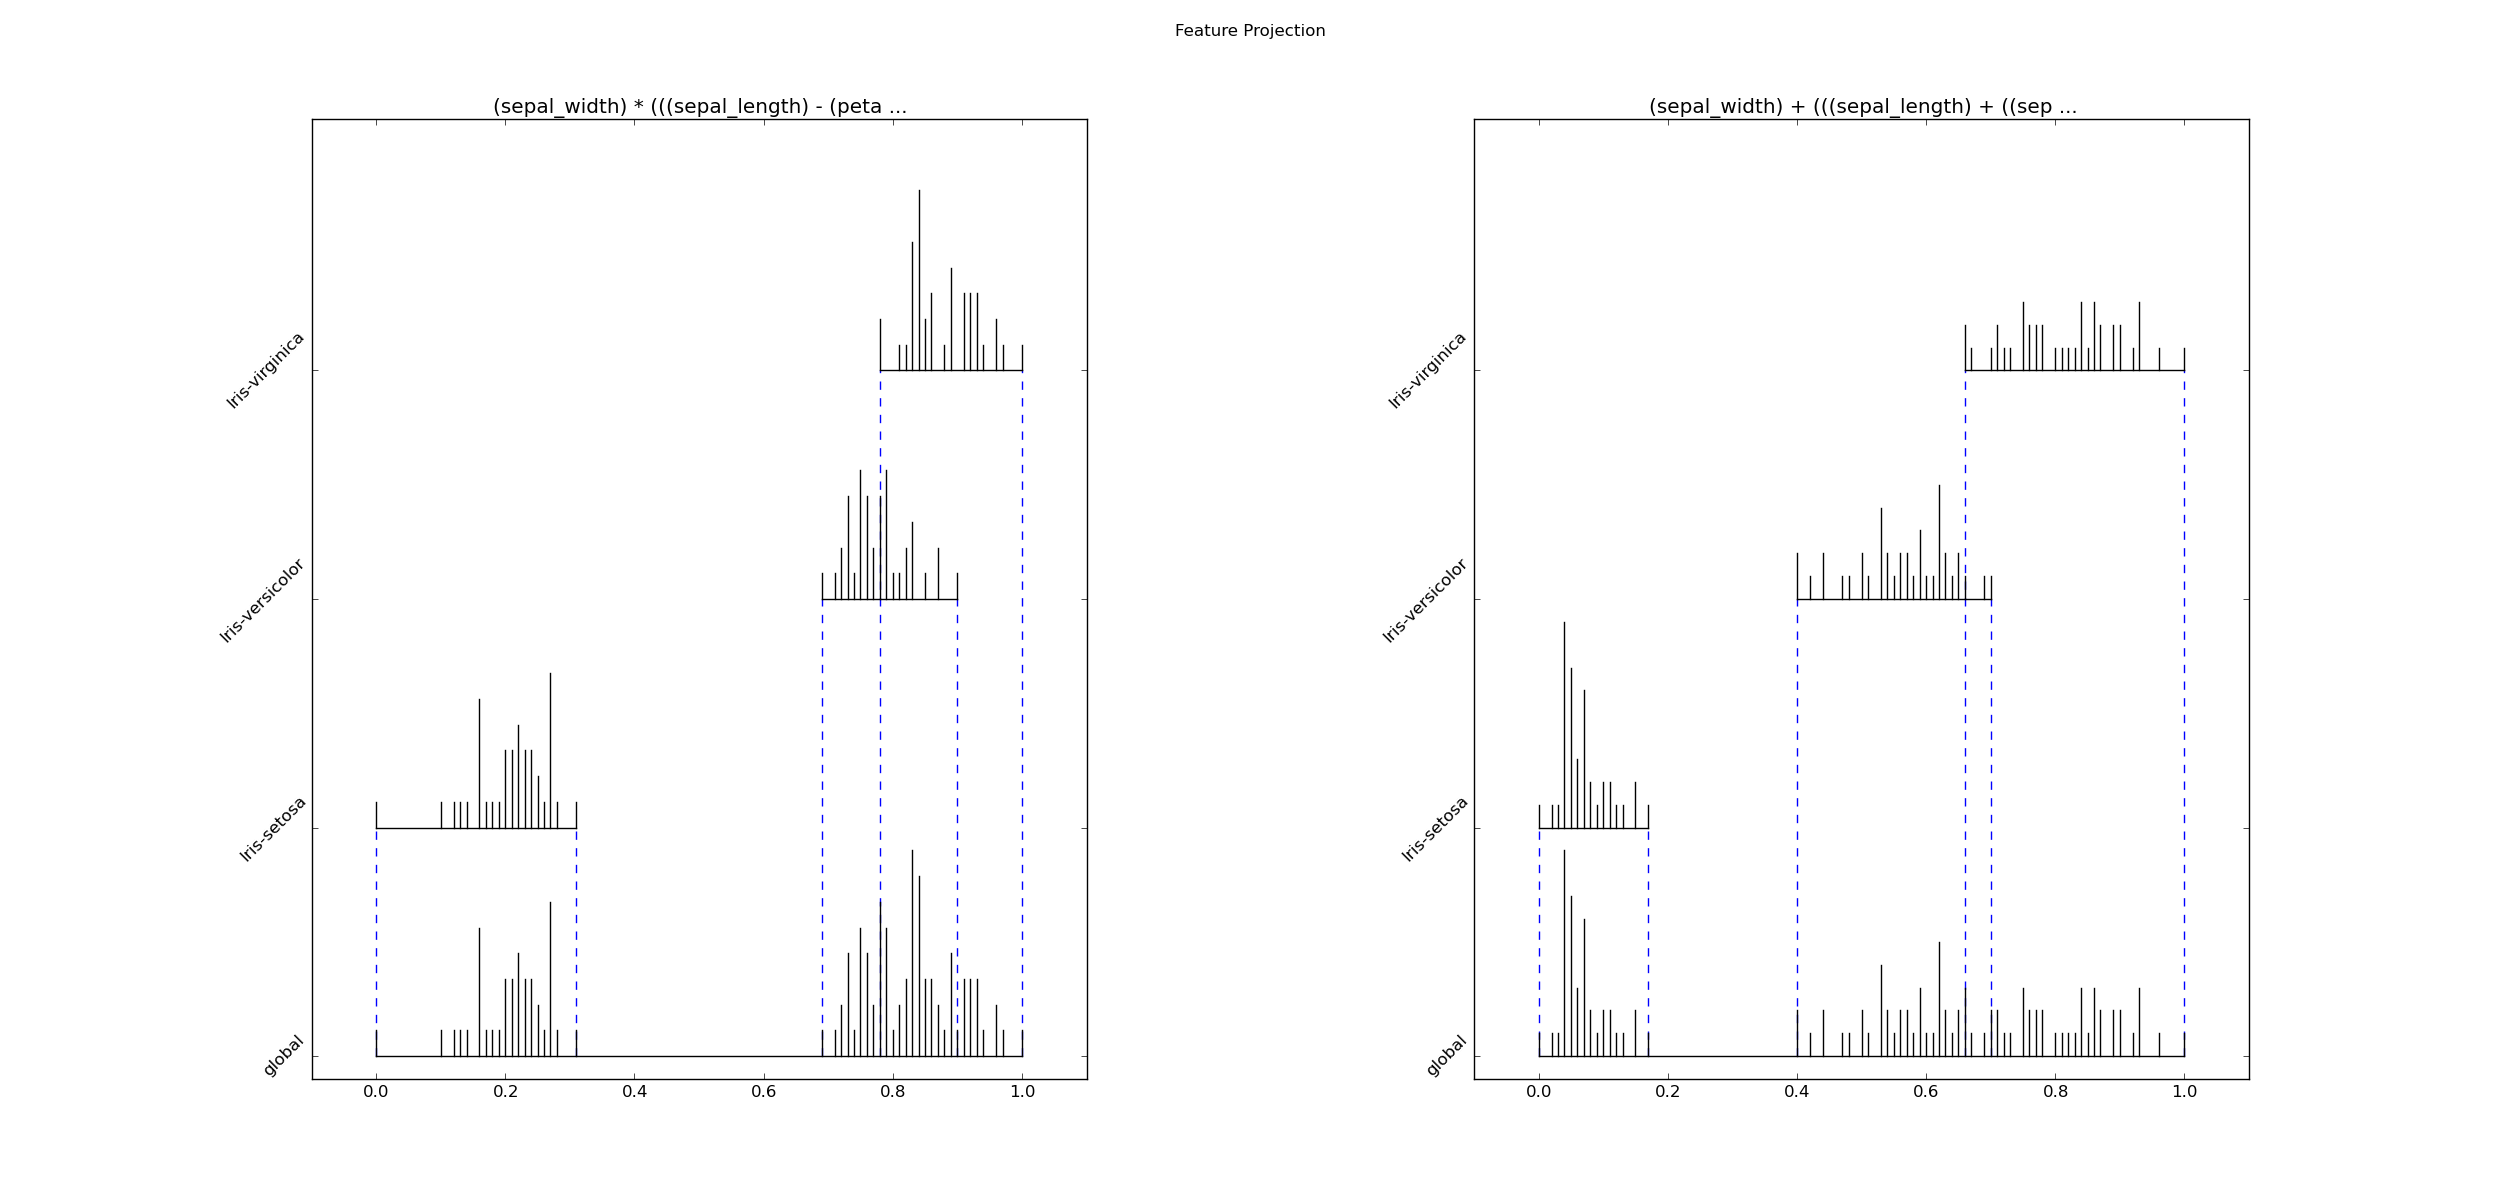 Feature Projection
(sepal_width) * (((sepal_length) - (peta ...
Iris-virginica
Iris-versicolor
Iris-setosa
global
0.0 0.2 0.4 0.6 0.8 1.0
(sepal_width) + (((sepal_length) + ((sep ...
Iris-virginica
Iris-versicolor
Iris-setosa
global
0.0 0.2 0.4 0.6 0.8 1.0